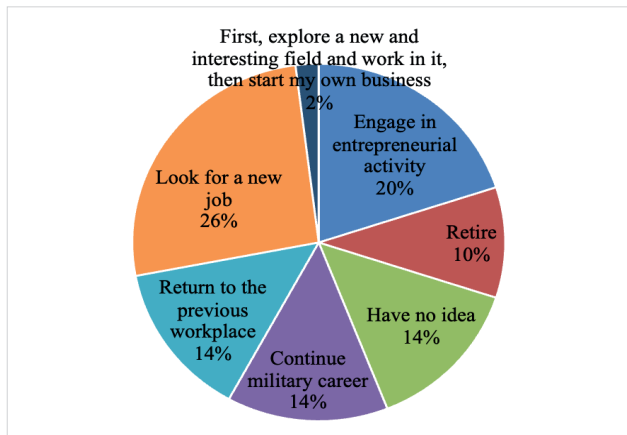 First, explore a new and
interesting field and work in it,
then start my own business
2%
Engage in
entrepreneurial
activity
20%
Retire
10%
Have no idea
14%
Continue
military career
14%
Return to the
previous
workplace
14%
Look for a new
job
26%